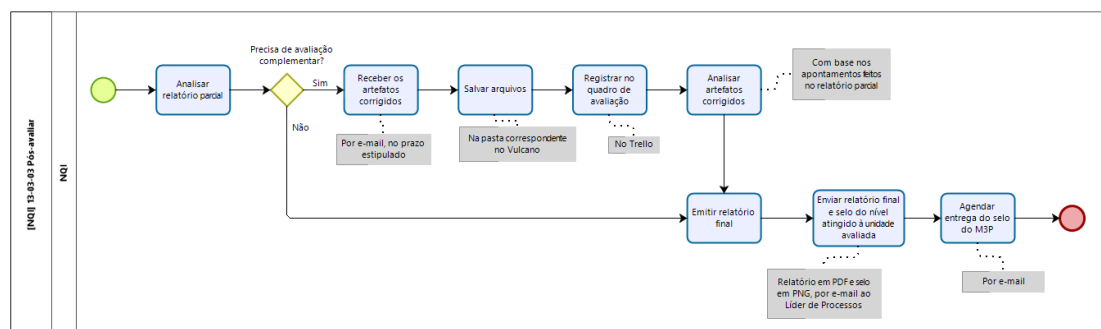 [NQI] 13-03-03 Pós-avaliar
NQI
Analisar
relatório parcial
Precisa de avaliação
complementar?
Sim
Não
Receber os
artefatos
corrigidos
Por e-mail, no prazo
estipulado
Salvar arquivos
Na pasta correspondente
no Vulcano
Registrar no
quadro de
avaliação
No Trello
Analisar
artefatos
corrigidos
Com base nos
apontamentos feitos
no relatório parcial
Emitir relatório
final
Enviar relatório final
e selo do nível
atingido à unidade
avaliada
Relatório em PDF e selo
em PNG, por e-mail ao
Líder de Processos
Agendar
entrega do selo
do M3P
Por e-mail